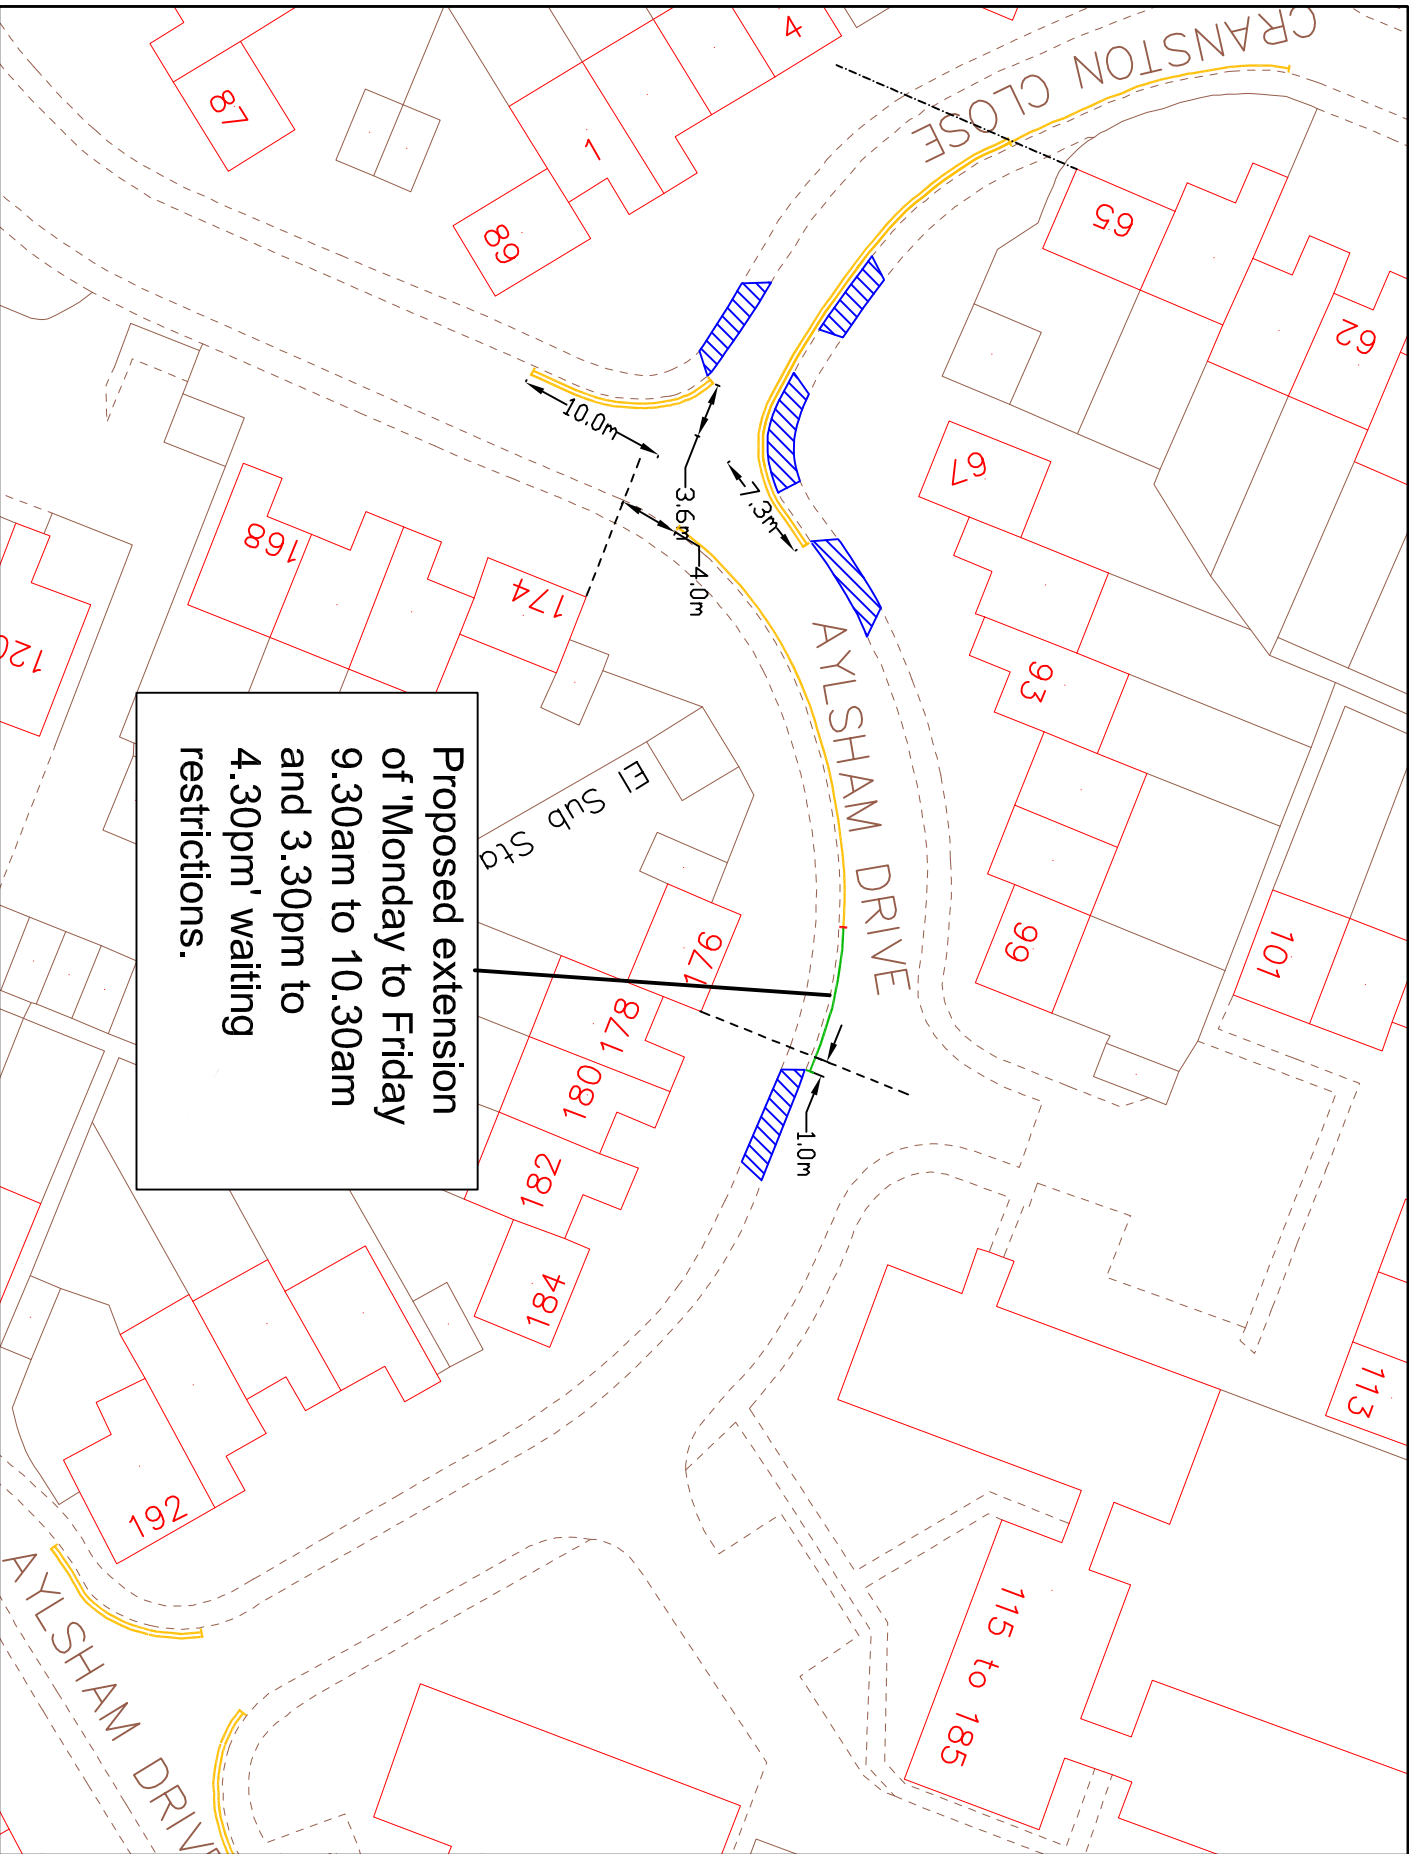 CRANSTON CLOSE
4
87
1
89
65
62
67
10.0m
3.6m
7.3m
4.0m
168
174
120
93
AYLSHAM DRIVE
El Sub Sta
99
101
176
178
180
182
184
1.0m
Proposed extension
of 'Monday to Friday
9.30am to 10.30am
and 3.30pm to
4.30pm' waiting
restrictions.
113
192
115 to 185
AYLSHAM DRIVE